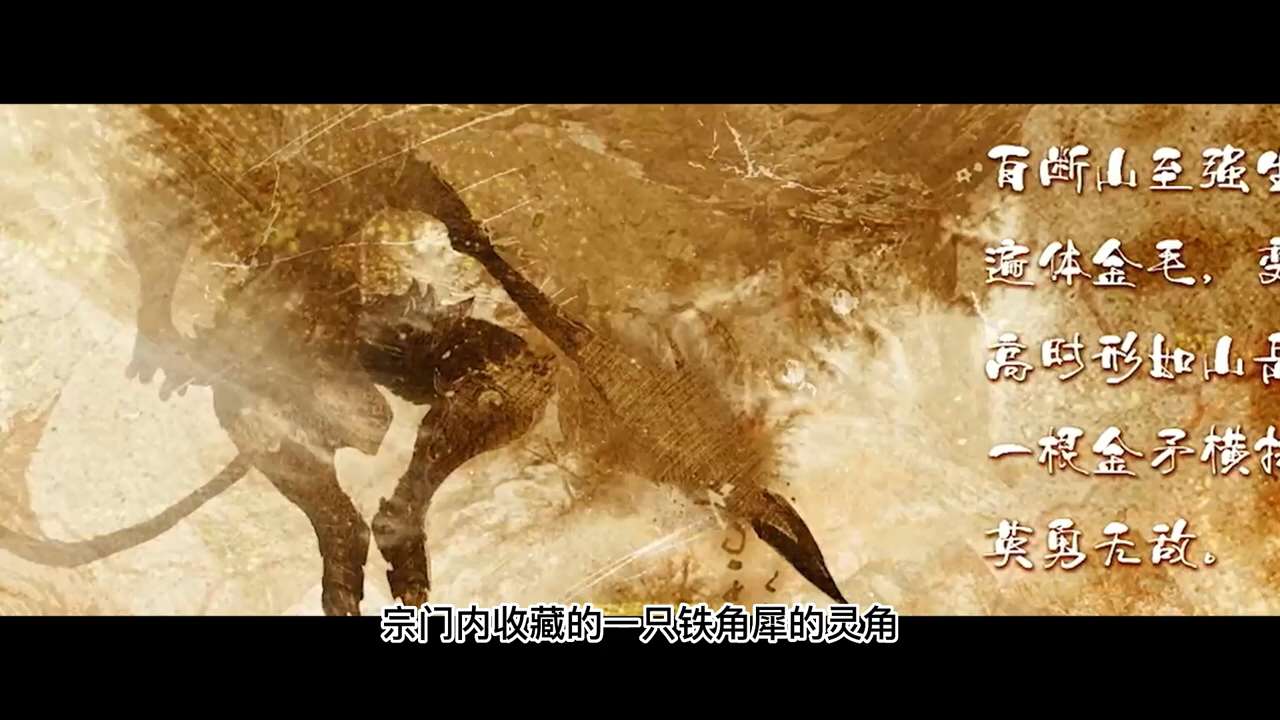 百断山至强
遍体金毛,
高时形如山
一根金矛横
英勇无敌。
宗门内收藏的一只铁角犀的灵角